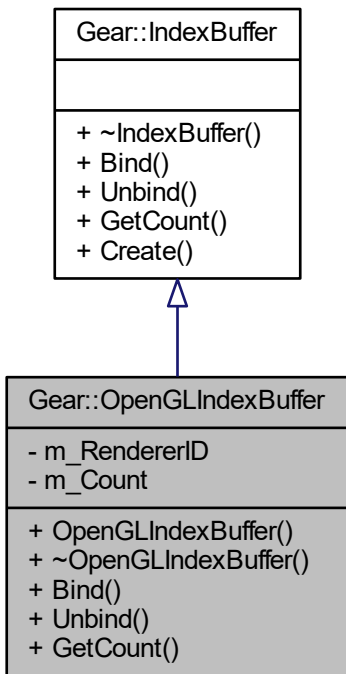 Gear::IndexBuffer
+ ~IndexBuffer()
+ Bind()
+ Unbind()
+ GetCount()
+ Create()
Gear::OpenGLIndexBuffer
- m_RendererID
- m_Count
+ OpenGLIndexBuffer()
+ ~OpenGLIndexBuffer()
+ Bind()
+ Unbind()
+ GetCount()